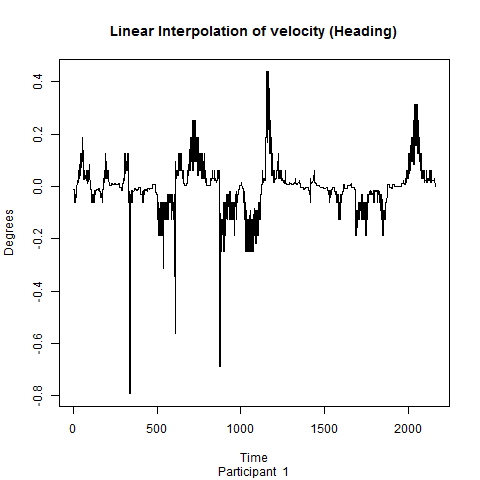 Linear Interpolation of velocity (Heading)
0.4
0.2
0.0
-0.2
-0.4
-0.6
-0.8
Degrees
0 500 1000 1500 2000
Time
Participant 1